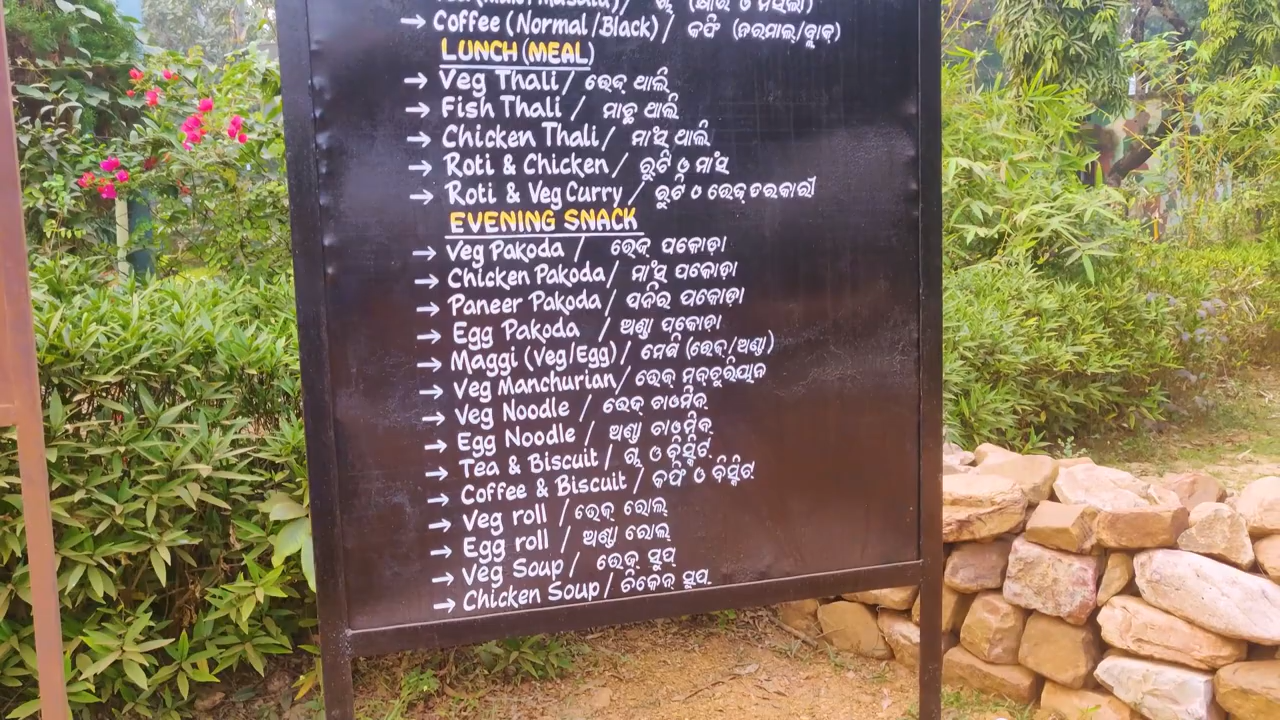 Coffee (Normal/Black) / କଫି (ନରମାଲ୍/ବ୍ଲାକ୍)
LUNCH (MEAL)
→ Veg Thali / ଭେଜ୍ ଥାଲି
→ Fish Thali / ମାଛ ଥାଲି
→ Chicken Thali / ମାଂସ ଥାଲି
→ Roti & Chicken / ରୁଟି ଓ ମାଂସ
→ Roti & Veg Curry / ରୁଟି ଓ ଭେଜ୍ ତରକାରୀ
EVENING SNACK
→ Veg Pakoda / ଭେଜ୍ ପକୋଡ଼ା
→ Chicken Pakoda / ମାଂସ ପକୋଡ଼ା
→ Paneer Pakoda / ପନିର ପକୋଡ଼ା
→ Egg Pakoda / ଅଣ୍ଡା ପକୋଡ଼ା
→ Maggi (Veg/Egg) / ମେଗି (ଭେଜ୍/ଅଣ୍ଡା)
→ Veg Manchurian / ଭେଜ୍ ମନ୍ଚୁରିୟାନ
→ Veg Noodle / ଭେଜ୍ ଚାଓମିନ୍
→ Egg Noodle / ଅଣ୍ଡା ଚାଓମିନ୍
→ Tea & Biscuit / ଟି ଓ ବିସ୍କିଟ୍
→ Coffee & Biscuit / କଫି ଓ ବିସ୍କିଟ୍
→ Veg roll / ଭେଜ୍ ରୋଲ୍
→ Egg roll / ଅଣ୍ଡା ରୋଲ୍
→ Veg Soup / ଭେଜ୍ ସୁପ୍
→ Chicken Soup / ଚିକେନ୍ ସୁପ୍